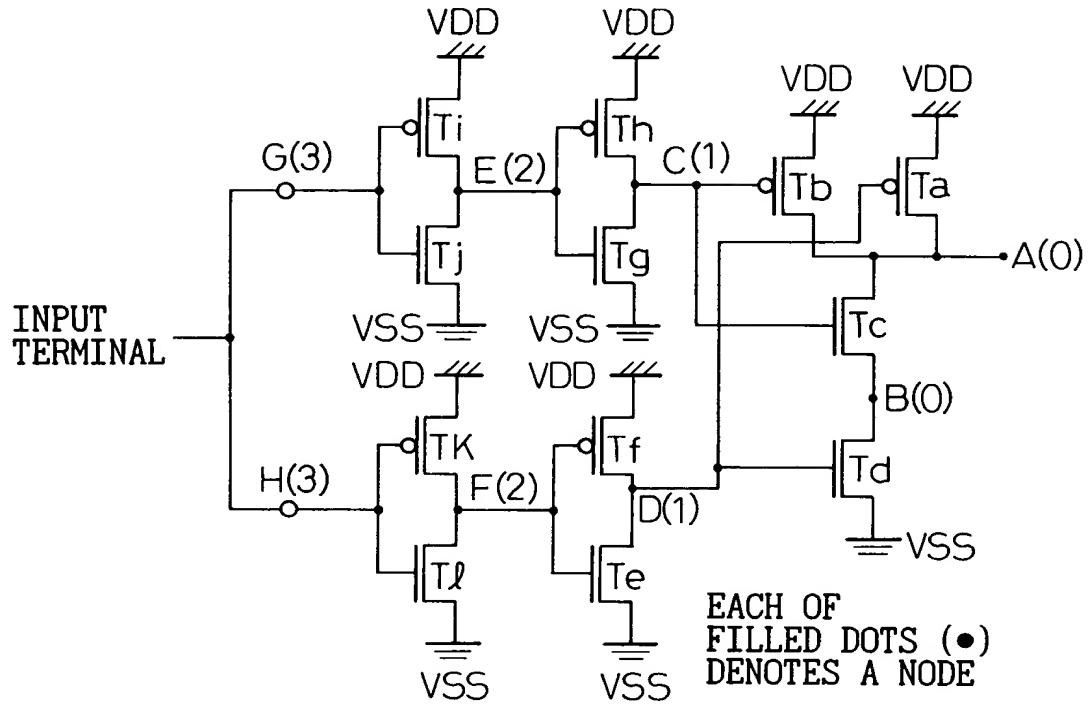 VDD
VDD
VDD
VDD
Ti
Th
G(3)
E(2)
C(1)
Tb
Ta
Tj
Tg
A(0)
INPUT
TERMINAL
VSS
VSS
Tc
VDD
VDD
B(0)
TK
Tf
Td
H(3)
F(2)
D(1)
VSS
Tl
Te
EACH OF
FILLED DOTS (●)
DENOTES A NODE
VSS
VSS